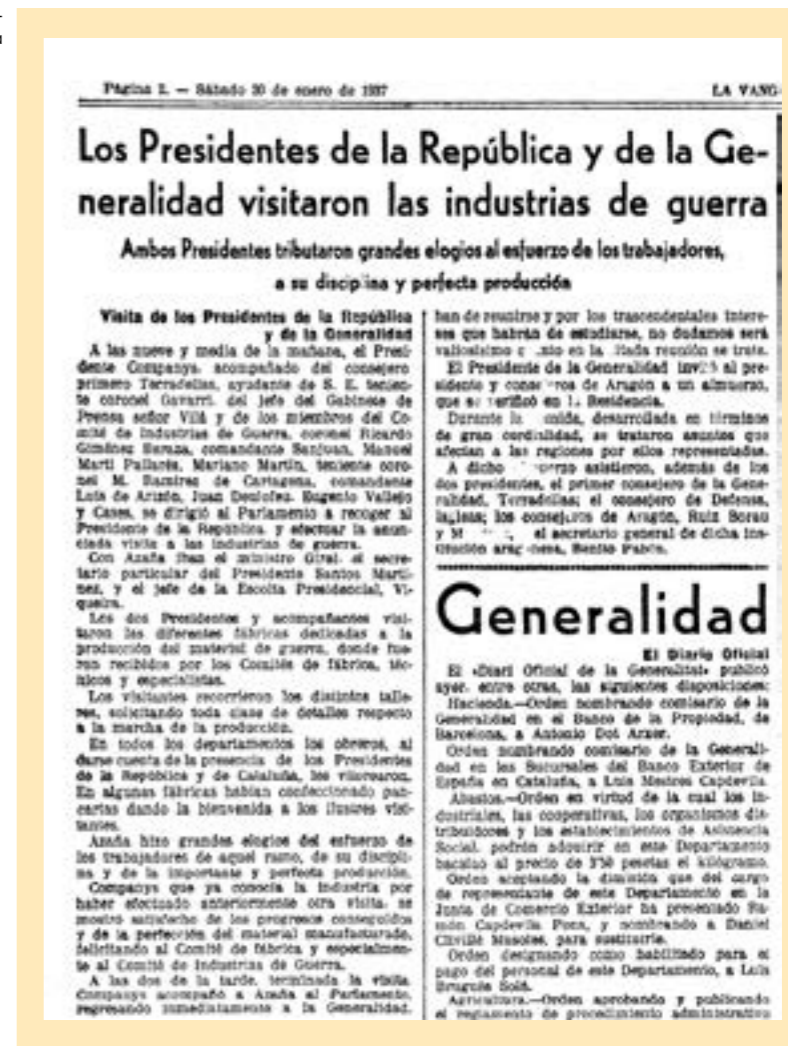 Página 2. — Sábado 30 de enero de 1937
LA VANG
Los Presidentes de la República y de la Ge-
neralidad visitaron las industrias de guerra
Ambos Presidentes tributaron grandes elogios al esfuerzo de los trabajadores,
a su disciplina y perfecta producción
Visita de los Presidentes de la República
y de la Generalidad
A las nueve y media de la mañana, el Presi-
dente Companys, acompañado del consejero
primero Terradellas, ayudante de S. E. tenien-
te coronel Gavarri, del jefe del Gabinete de
Prensa señor Vilá y de los miembros del Co-
mité de Industrias de Guerra, coronel Ricardo
Giménez comandante Sanjuan, Manuel
Martí Pallarés, Mariano Martín, teniente coro-
nel M. Ramírez de Cartagena, comandante
Luis de Arizón, Juan Deulofeu, Eugenio Vallejo
y Cases, se dirigió al Parlamento a recoger al
Presidente de la República y efectuar la anun-
ciada visita a las industrias de guerra.
Con Azaña iban el ministro Giral, el secre-
tario particular del Presidente Santos Martí-
nez, y el jefe de la Escolta Presidencial, Vi-
queira.
Los dos Presidentes y acompañantes visi-
taron las diferentes fábricas dedicadas a la
producción del material de guerra, donde fue-
ron recibidos por los Comités de fábrica, téc-
nicos y especialistas.
Los visitantes recorrieron los distintos talle-
res, solicitando toda clase de detalles respecto
a la marcha de la producción.
En todos los departamentos los obreros, al
darse cuenta de la presencia de los Presidentes
de la República y de Cataluña, les vitorearon.
En algunas fábricas habían confeccionado pan-
cartas dando la bienvenida a los ilustres visi-
tantes.
Azaña hizo grandes elogios del esfuerzo de
los trabajadores de aquel ramo, de su discipli-
na y de la importante y perfecta producción.
Companys que ya conocía la industria por
haber efectuado anteriormente otra visita, se
mostró satisfecho de los progresos conseguidos
y de la perfección del material manufacturado,
felicitando al Comité de fábrica y especialmen-
te al Comité de Industrias de Guerra.
A las dos de la tarde, terminada la visita
Companys acompañó a Azaña al Parlamento,
regresando inmediatamente a la Generalidad.
han de reunirse y por los trascendentales intere-
ses que habrán de estudiarse, no dudamos será
valiosísimo en la reunión se trate.
El Presidente de la Generalidad invitó al pre-
sidente y consejeros de Aragón a un almuerzo,
que se verificó en la Residencia.
Durante la comida, desarrollada en términos
de gran cordialidad, se trataron asuntos que
afectan a las regiones por ellos representadas.
A dicho asistieron, además de los
dos presidentes, el primer consejero de la Gene-
ralidad, Terradellas; el consejero de Defensa,
Isgleas; los consejeros de Aragón, Ruiz Borau
y el secretario general de dicha ins-
titución aragonesa, Benito Pabón.
Generalidad
El Diario Oficial
El «Diari Oficial de la Generalitat» publicó
ayer, entre otras, las siguientes disposiciones:
Hacienda.—Orden nombrando comisario de la
Generalidad en el Banco de la Propiedad, de
Barcelona, a Antonio Dot Arxer.
Orden nombrando comisario de la Generali-
dad en las Sucursales del Banco Exterior de
España en Cataluña, a Luis Mestres Capdevila.
Abastos.—Orden en virtud de la cual los in-
dustriales, las cooperativas, los organismos dis-
tribuidores y los establecimientos de Asistencia
Social, podrán adquirir en este Departamento
bacalao al precio de pesetas el kilógramo.
Orden aceptando la dimisión que del cargo
de representante de este Departamento en la
Junta de Comercio Exterior ha presentado Ra-
món Capdevila Pons, y nombrando a Daniel
Clivillé Masoles, para sustituirle.
Orden designando como habilitado para el
pago del personal de este Departamento, a Luis
Bruguia Solá.
Agricultura.—Orden aprobando y publicando
el reglamento de procedimiento administrativo